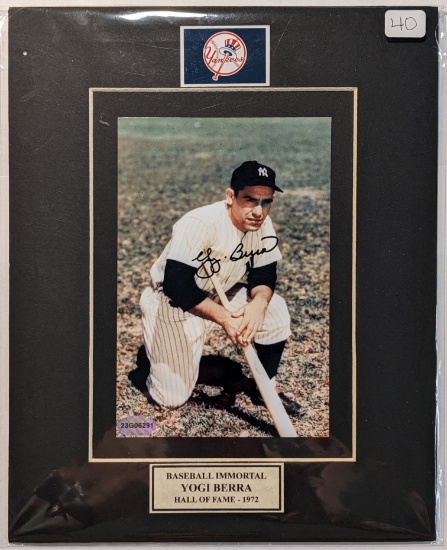 40
Yankees
NY
Yogi Berra
23G06291
BASEBALL IMMORTAL
YOGI BERRA
HALL OF FAME - 1972